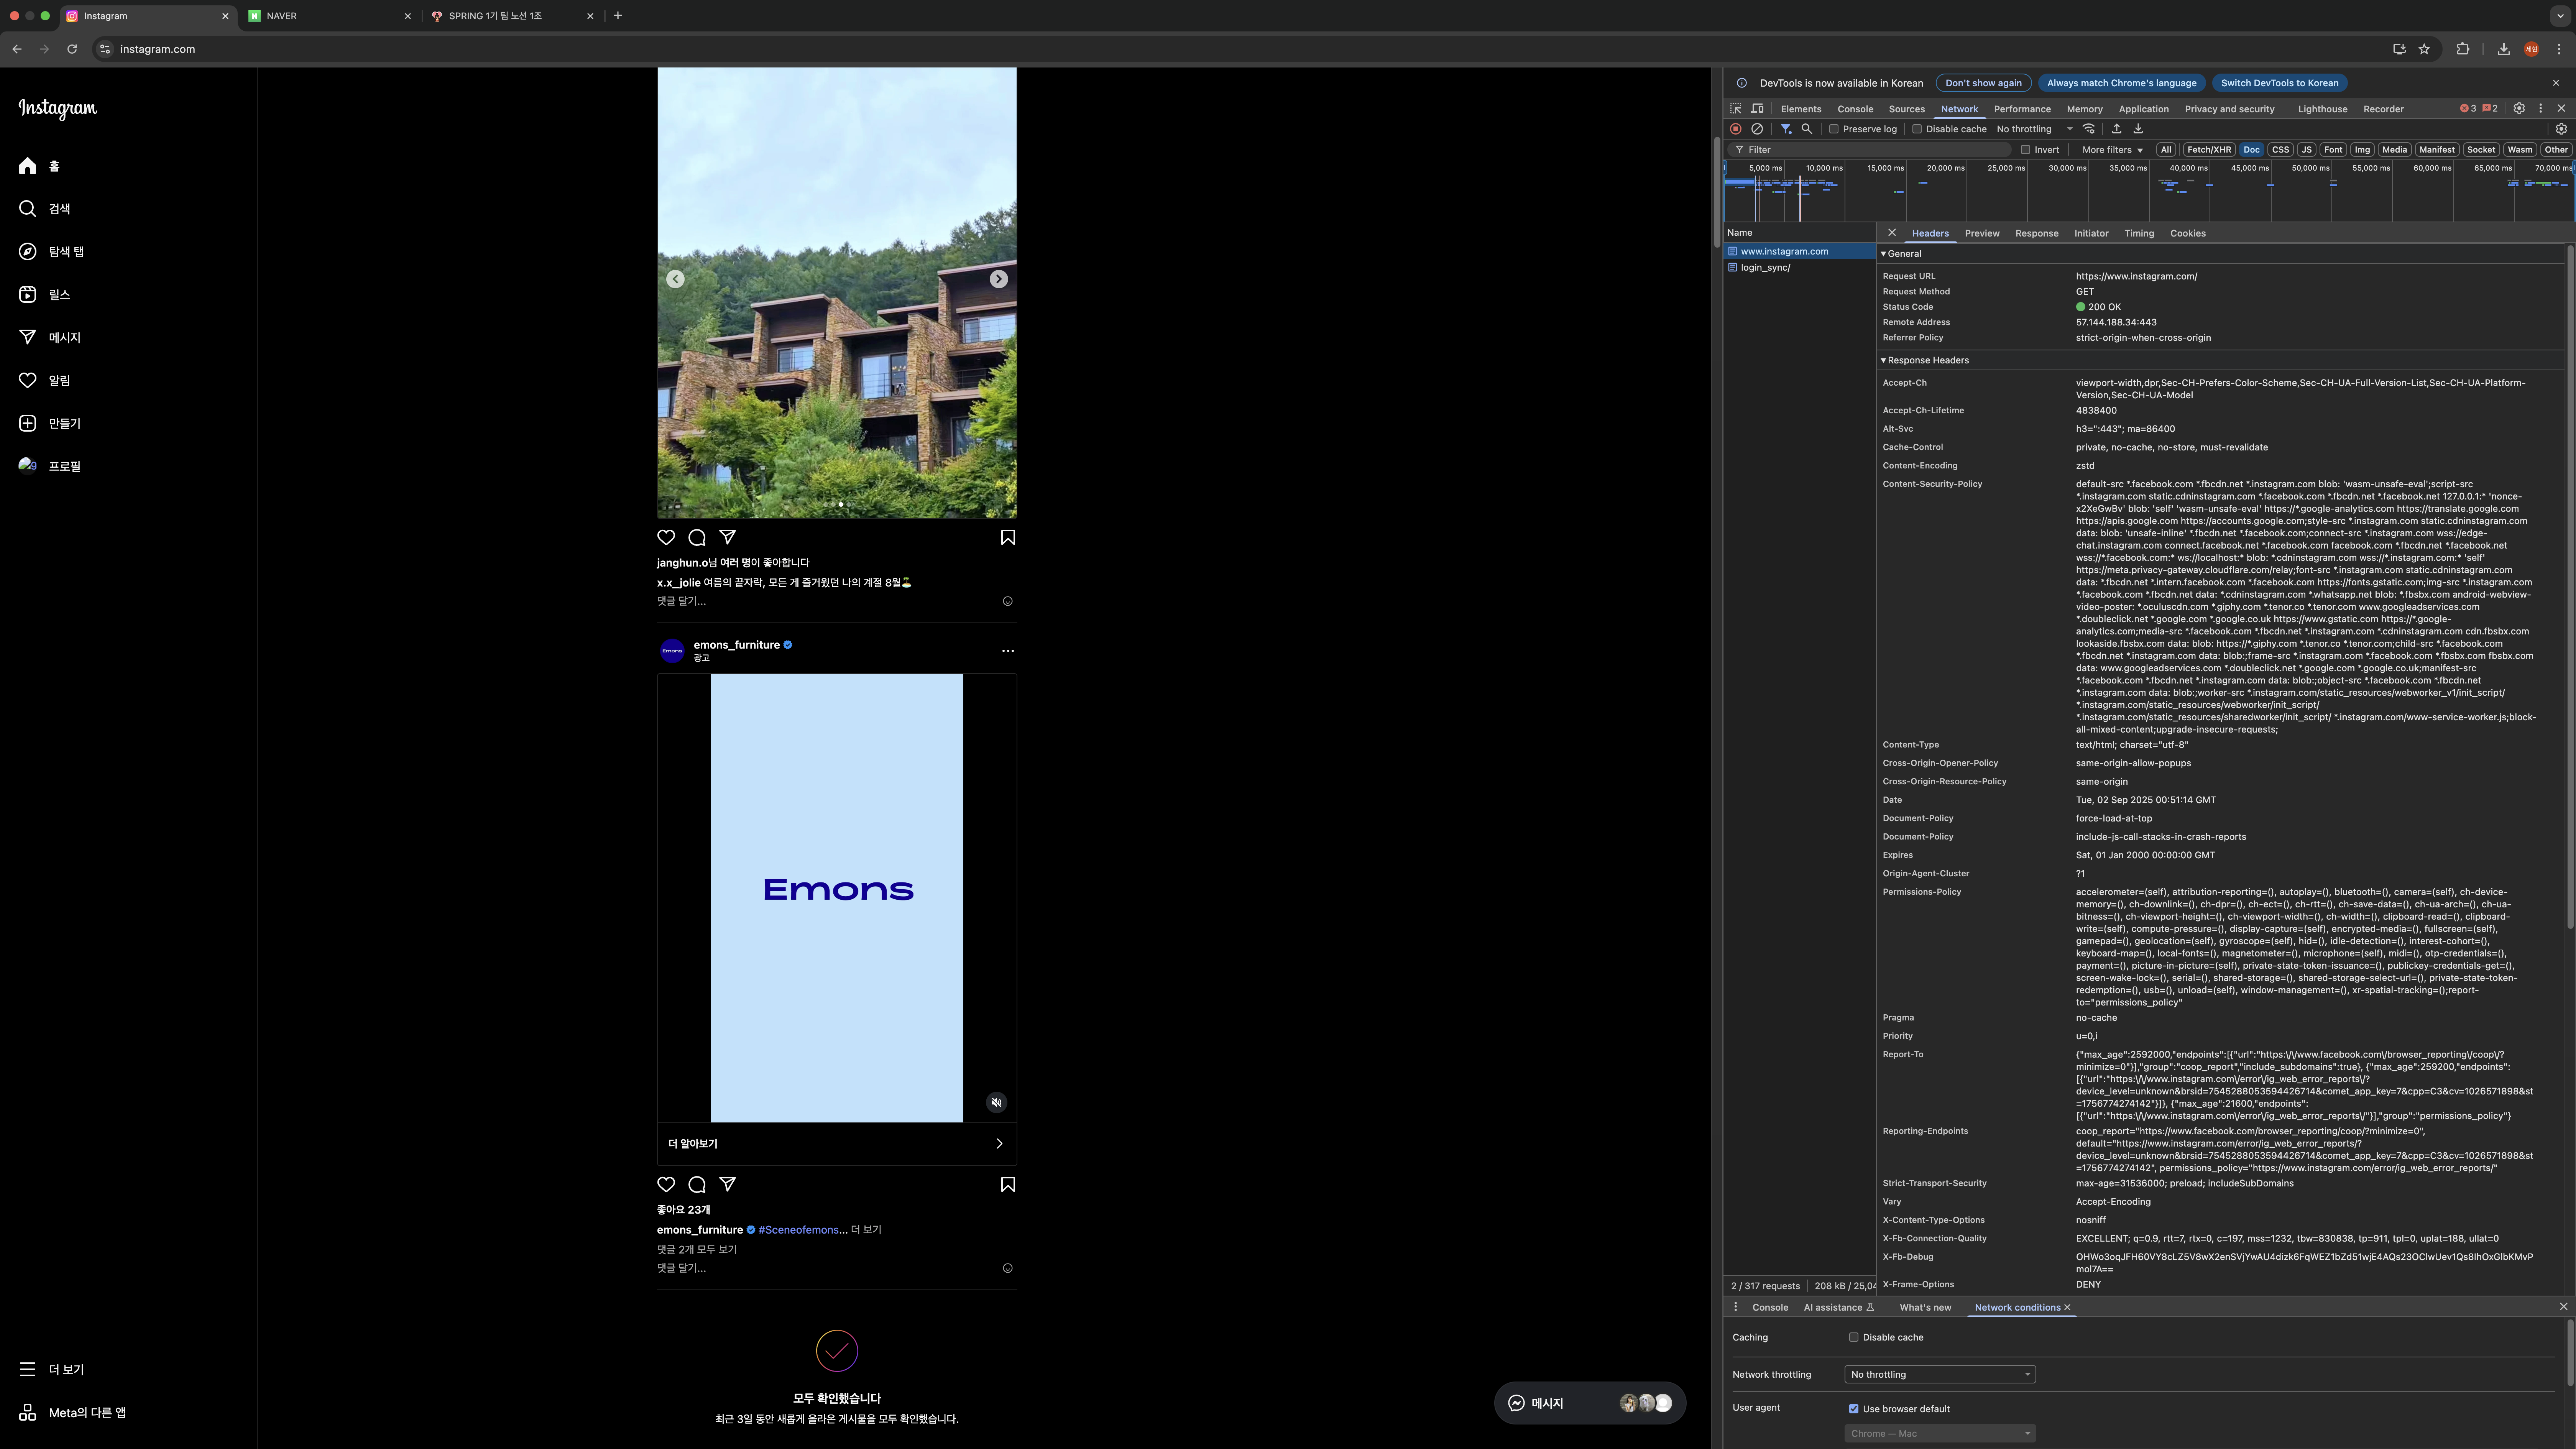 Instagram
NAVER
SPRING 1기 팀 노션 1조
instagram.com
세현
Instagram
홈
검색
탐색 탭
릴스
메시지
알림
만들기
프로필
더 보기
Meta의 다른 앱
janghun.o님 여러 명이 좋아합니다
x.x_jolie 여름의 끝자락, 모든 게 즐거웠던 나의 계절 8월🏝️
댓글 달기...
Emons
emons_furniture
광고
Emons
더 알아보기
좋아요 23개
emons_furniture #Sceneofemons... 더 보기
댓글 2개 모두 보기
댓글 달기...
모두 확인했습니다
최근 3일 동안 새롭게 올라온 게시물을 모두 확인했습니다.
메시지
DevTools is now available in Korean Don't show again Always match Chrome's language Switch DevTools to Korean
Elements Console Sources Network Performance Memory Application Privacy and security Lighthouse Recorder 3 2
Preserve log Disable cache No throttling
Filter Invert More filters All Fetch/XHR Doc CSS JS Font Img Media Manifest Socket Wasm Other
5,000 ms 10,000 ms 15,000 ms 20,000 ms 25,000 ms 30,000 ms 35,000 ms 40,000 ms 45,000 ms 50,000 ms 55,000 ms 60,000 ms 65,000 ms 70,000 ms
Name
www.instagram.com
login_sync/
Headers Preview Response Initiator Timing Cookies
General
Request URL https://www.instagram.com/
Request Method GET
Status Code 200 OK
Remote Address 57.144.188.34:443
Referrer Policy strict-origin-when-cross-origin
Response Headers
Accept-Ch viewport-width,dpr,Sec-CH-Prefers-Color-Scheme,Sec-CH-UA-Full-Version-List,Sec-CH-UA-Platform-
Version,Sec-CH-UA-Model
Accept-Ch-Lifetime 4838400
Alt-Svc h3=":443"; ma=86400
Cache-Control private, no-cache, no-store, must-revalidate
Content-Encoding zstd
Content-Security-Policy default-src *.facebook.com *.fbcdn.net *.instagram.com blob: 'wasm-unsafe-eval';script-src
*.instagram.com static.cdninstagram.com *.facebook.com *.fbcdn.net *.facebook.net 127.0.0.1:* 'nonce-
x2XeGwBv' blob: 'self' 'wasm-unsafe-eval' https://*.google-analytics.com https://translate.google.com
https://apis.google.com https://accounts.google.com;style-src *.instagram.com static.cdninstagram.com
data: blob: 'unsafe-inline' *.fbcdn.net *.facebook.com;connect-src *.instagram.com wss://edge-
chat.instagram.com connect.facebook.net *.facebook.com facebook.com *.fbcdn.net *.facebook.net
wss://*.facebook.com:* ws://localhost:* blob: *.cdninstagram.com wss://*.instagram.com:* 'self'
https://meta.privacy-gateway.cloudflare.com/relay;font-src *.instagram.com static.cdninstagram.com
data: *.fbcdn.net *.intern.facebook.com *.facebook.com https://fonts.gstatic.com;img-src *.instagram.com
*.facebook.com *.fbcdn.net data: *.cdninstagram.com *.whatsapp.net blob: *.fbsbx.com android-webview-
video-poster: *.oculuscdn.com *.giphy.com *.tenor.co *.tenor.com www.googleadservices.com
*.doubleclick.net *.google.com *.google.co.uk https://www.gstatic.com https://*.google-
analytics.com;media-src *.facebook.com *.fbcdn.net *.instagram.com *.cdninstagram.com cdn.fbsbx.com
lookaside.fbsbx.com data: blob: https://*.giphy.com *.tenor.co *.tenor.com;child-src *.facebook.com
*.fbcdn.net *.instagram.com data: blob:;frame-src *.instagram.com *.facebook.com *.fbsbx.com fbsbx.com
data: www.googleadservices.com *.doubleclick.net *.google.com *.google.co.uk;manifest-src
*.facebook.com *.fbcdn.net *.instagram.com data: blob:;object-src *.facebook.com *.fbcdn.net
*.instagram.com data: blob:;worker-src *.instagram.com/static_resources/webworker_v1/init_script/
*.instagram.com/static_resources/webworker/init_script/
*.instagram.com/static_resources/sharedworker/init_script/ *.instagram.com/www-service-worker.js;block-
all-mixed-content;upgrade-insecure-requests;
Content-Type text/html; charset="utf-8"
Cross-Origin-Opener-Policy same-origin-allow-popups
Cross-Origin-Resource-Policy same-origin
Date Tue, 02 Sep 2025 00:51:14 GMT
Document-Policy force-load-at-top
Document-Policy include-js-call-stacks-in-crash-reports
Expires Sat, 01 Jan 2000 00:00:00 GMT
Origin-Agent-Cluster ?1
Permissions-Policy accelerometer=(self), attribution-reporting=(), autoplay=(), bluetooth=(), camera=(self), ch-device-
memory=(), ch-downlink=(), ch-dpr=(), ch-ect=(), ch-rtt=(), ch-save-data=(), ch-ua-arch=(), ch-ua-
bitness=(), ch-viewport-height=(), ch-viewport-width=(), ch-width=(), clipboard-read=(), clipboard-
write=(self), compute-pressure=(), display-capture=(self), encrypted-media=(), fullscreen=(self),
gamepad=(), geolocation=(self), gyroscope=(self), hid=(), idle-detection=(), interest-cohort=(),
keyboard-map=(), local-fonts=(), magnetometer=(), microphone=(self), midi=(), otp-credentials=(),
payment=(), picture-in-picture=(self), private-state-token-issuance=(), publickey-credentials-get=(),
screen-wake-lock=(), serial=(), shared-storage=(), shared-storage-select-url=(), private-state-token-
redemption=(), usb=(), unload=(self), window-management=(), xr-spatial-tracking=();report-
to="permissions_policy"
Pragma no-cache
Priority u=0,i
Report-To {"max_age":2592000,"endpoints":[{"url":"https:\/\/www.facebook.com\/browser_reporting\/coop\/?
minimize=0"}],"group":"coop_report","include_subdomains":true}, {"max_age":259200,"endpoints":
[{"url":"https:\/\/www.instagram.com\/error\/ig_web_error_reports\/?
device_level=unknown&brsid=7545288053594426714&comet_app_key=7&cpp=C3&cv=1026571898&st
=1756774274142"}]}, {"max_age":21600,"endpoints":
[{"url":"https:\/\/www.instagram.com\/error\/ig_web_error_reports\/"}],"group":"permissions_policy"}
Reporting-Endpoints coop_report="https://www.facebook.com/browser_reporting/coop/?minimize=0",
default="https://www.instagram.com/error/ig_web_error_reports/?
device_level=unknown&brsid=7545288053594426714&comet_app_key=7&cpp=C3&cv=1026571898&st
=1756774274142", permissions_policy="https://www.instagram.com/error/ig_web_error_reports/"
Strict-Transport-Security max-age=31536000; preload; includeSubDomains
Vary Accept-Encoding
X-Content-Type-Options nosniff
X-Fb-Connection-Quality EXCELLENT; q=0.9, rtt=7, rtx=0, c=197, mss=1232, tbw=830838, tp=911, tpl=0, uplat=188, ullat=0
X-Fb-Debug
mol7A==
X-Frame-Options DENY
2 / 317 requests 208 kB / 25,04
Console AI assistance What's new Network conditions
Caching Disable cache
Network throttling No throttling
User agent Use browser default
Chrome — Mac